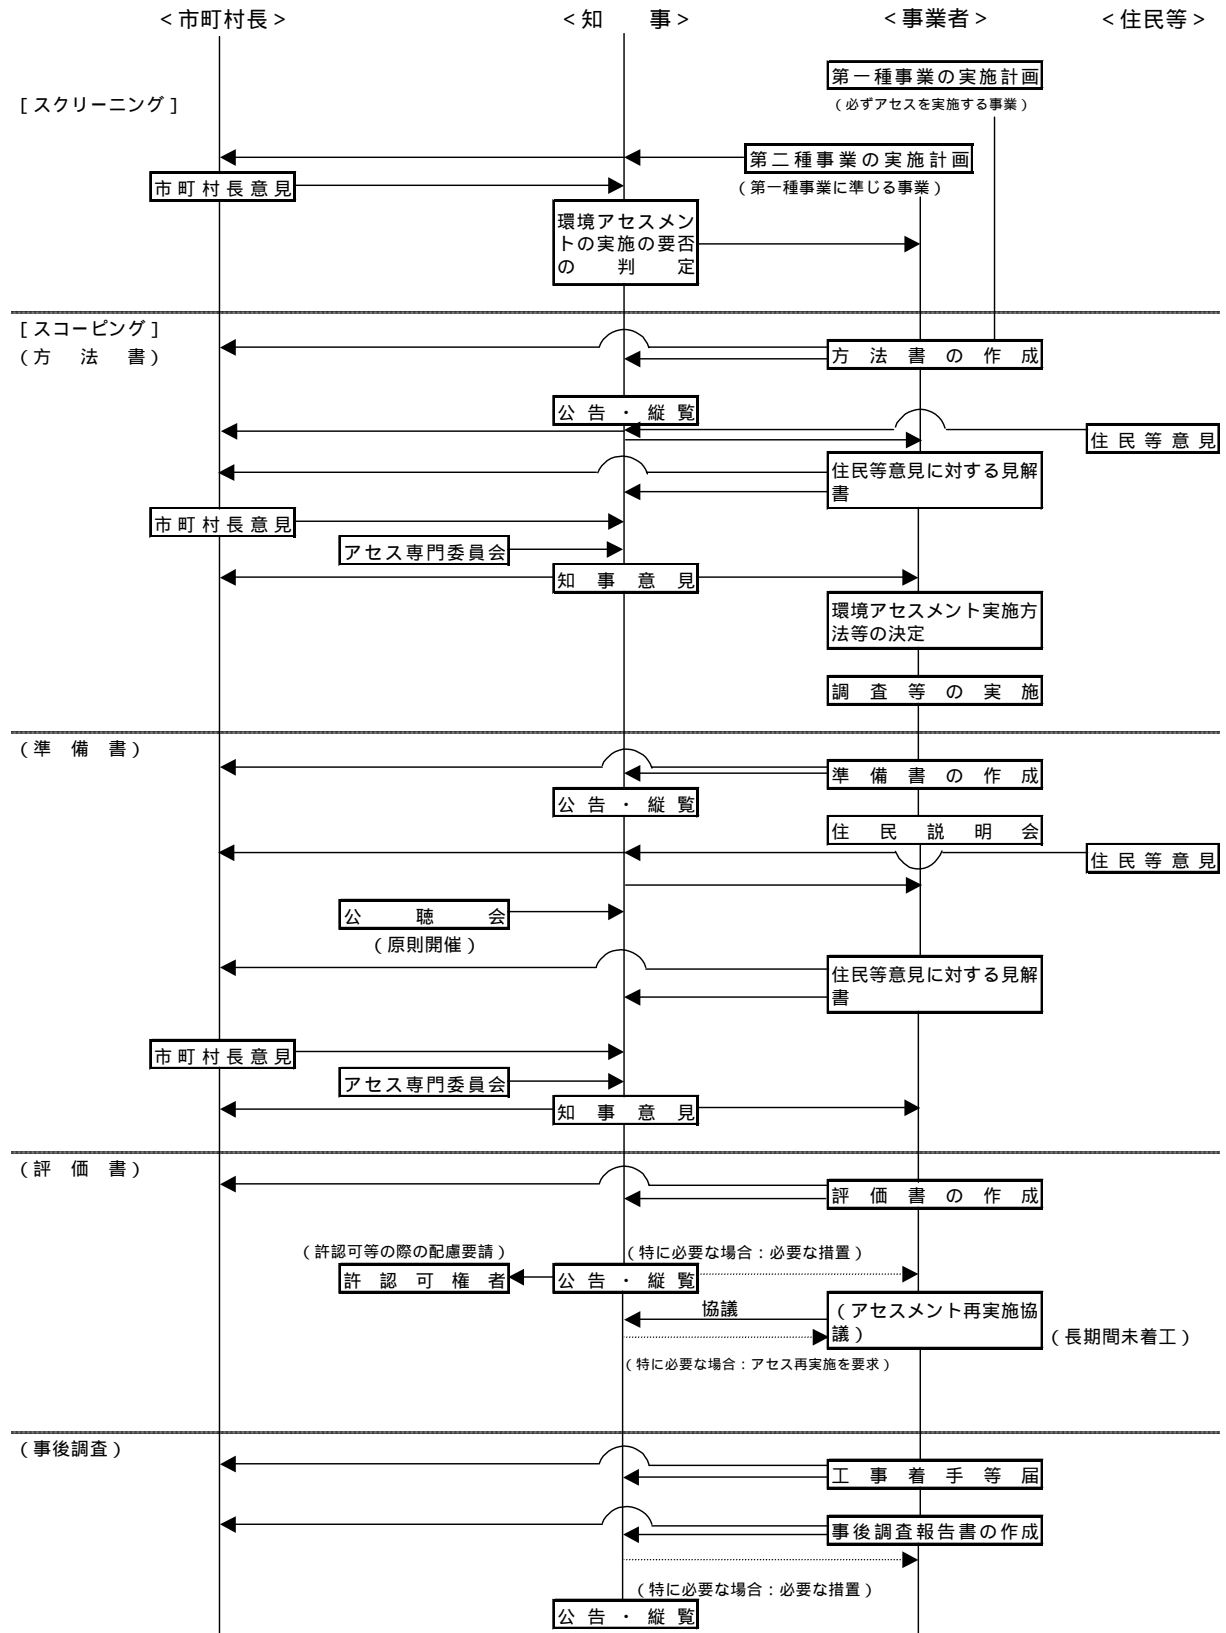 <市町村長>
<知　事>
<事業者>
<住民等>
第一種事業の実施計画
[スクリーニング]
(必ずアセスを実施する事業)
第二種事業の実施計画
市町村長意見
(第一種事業に準じる事業)
環境アセスメン
トの実施の要否
の判定
[スコーピング]
(方法書)
方法書の作成
公告・縦覧
住民等意見
住民等意見に対する見解
書
市町村長意見
アセス専門委員会
知事意見
環境アセスメント実施方
法等の決定
調査等の実施
(準備書)
準備書の作成
公告・縦覧
住民説明会
住民等意見
公聴会
(原則開催)
住民等意見に対する見解
書
市町村長意見
アセス専門委員会
知事意見
(評価書)
評価書の作成
(許認可等の際の配慮要請)
(特に必要な場合:必要な措置)
許認可権者
公告・縦覧
協議
(アセスメント再実施協
議)
(長期間未着工)
(特に必要な場合:アセス再実施を要求)
(事後調査)
工事着手等届
事後調査報告書の作成
(特に必要な場合:必要な措置)
公告・縦覧